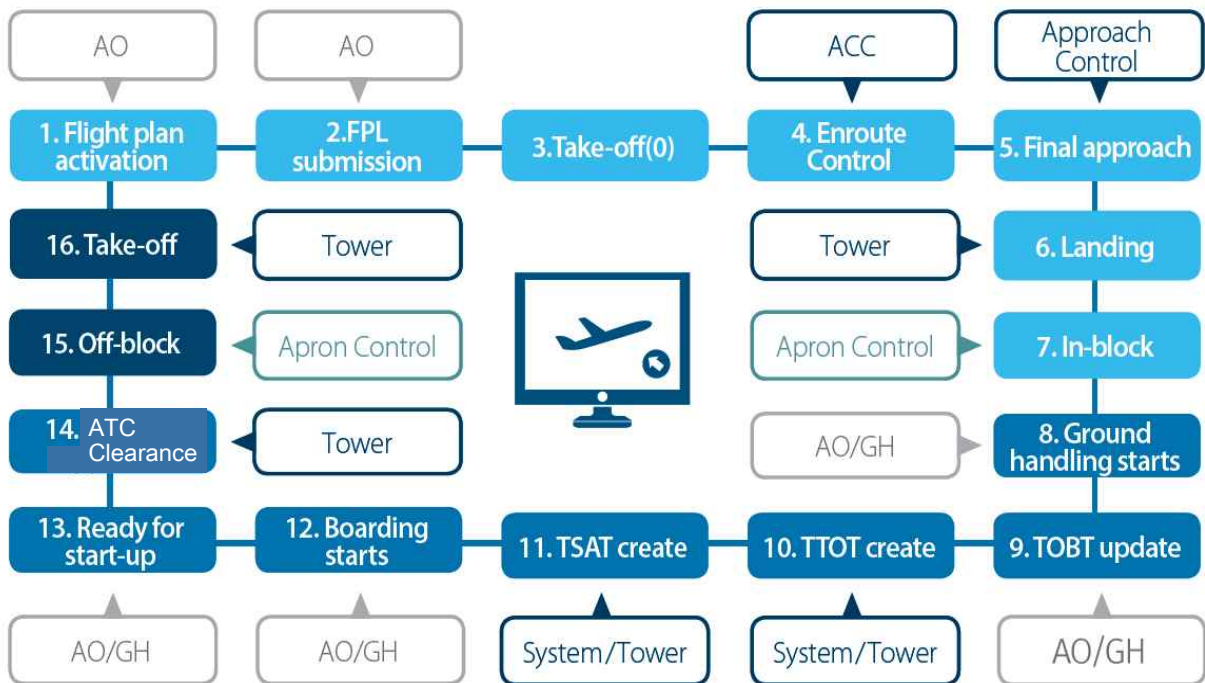 AO
AO
ACC
Approach
Control
1. Flight plan
activation
2.FPL
submission
3.Take-off(0)
4. Enroute
Control
5. Final approach
16. Take-off
Tower
Tower
6. Landing
15. Off-block
Apron Control
Apron Control
7. In-block
14. ATC
Clearance
Tower
AO/GH
8. Ground
handling starts
13. Ready for
start-up
12. Boarding
starts
11. TSAT create
10. TTOT create
9. TOBT update
AO/GH
AO/GH
System/Tower
System/Tower
AO/GH